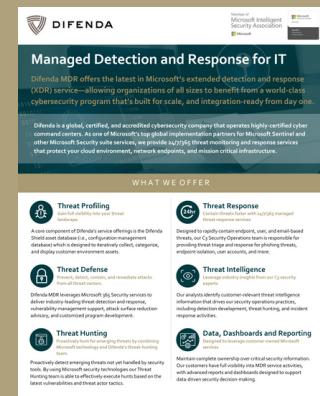 DIFENDA
Member of
Microsoft Intelligent
Security Association
Microsoft
Microsoft
Managed Detection and Response for IT
Difenda MDR offers the latest in Microsoft's extended detection and response
(XDR) service—allowing organizations of all sizes to benefit from a world-class
cybersecurity program that's built for scale, and integration-ready from day one.
Difenda is a global, certified, and accredited cybersecurity company that operates highly-certified cyber
command centers. As one of Microsoft's top global implementation partners for Microsoft Sentinel and
other Microsoft Security suite services, we provide 24/7/365 threat monitoring and response services
that protect your cloud environment, network endpoints, and mission critical infrastructure.
WHAT WE OFFER
Threat Profiling
Gain full visibility into your threat
landscape.
A core component of Difenda's service offerings is the Difenda
Shield asset database (i.e., configuration management
database) which is designed to iteratively collect, categorize,
and display customer environment assets.
24hr
Threat Response
Contain threats faster with 24/7/365 managed
threat response services
Designed to rapidly contain endpoint, user, and email-based
threats, our C3 Security Operations team is responsible for
providing threat triage and response for phishing threats,
endpoint isolation, user accounts, and more.
Threat Defense
Prevent, detect, contain, and remediate attacks
from all threat vectors.
Difenda MDR leverages Microsoft 365 Security services to
deliver industry-leading threat detection and response,
vulnerability management support, attack surface reduction
advisory, and customized program development.
Threat Intelligence
Leverage industry insights from our C3 security
experts
Our analysts identify customer-relevant threat intelligence
information that drives our security operations practices,
including detection development, threat hunting, and incident
response activities.
Threat Hunting
Proactively hunt for emerging threats by combining
Microsoft technology and Difenda's threat hunting
team.
Proactively detect emerging threats not yet handled by security
tools. By using Microsoft security technologies our Threat
Hunting team is able to effectively execute hunts based on the
latest vulnerabilities and threat actor tactics.
Data, Dashboards and Reporting
Designed to leverage customer-owned Microsoft
services
Maintain complete ownership over critical security information.
Our customers have full visibility into MDR service activities,
with advanced reports and dashboards designed to support
data driven security decision-making.